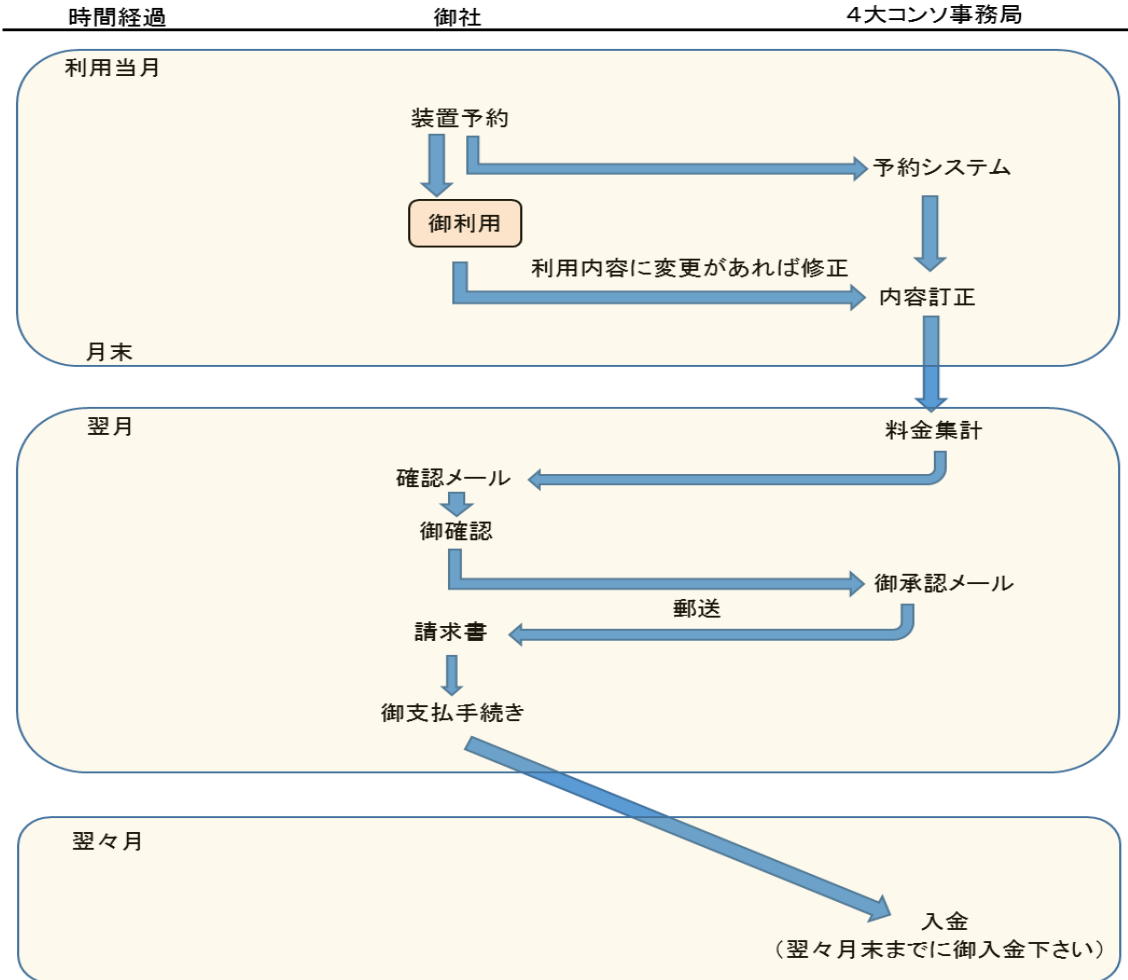 時間経過 御社 4大コンソ事務局
利用当月
装置予約
予約システム
御利用
利用内容に変更があれば修正
内容訂正
月末
翌月
料金集計
確認メール
御確認
御承認メール
郵送
請求書
御支払手続き
翌々月
入金
(翌々月末までに御入金下さい)